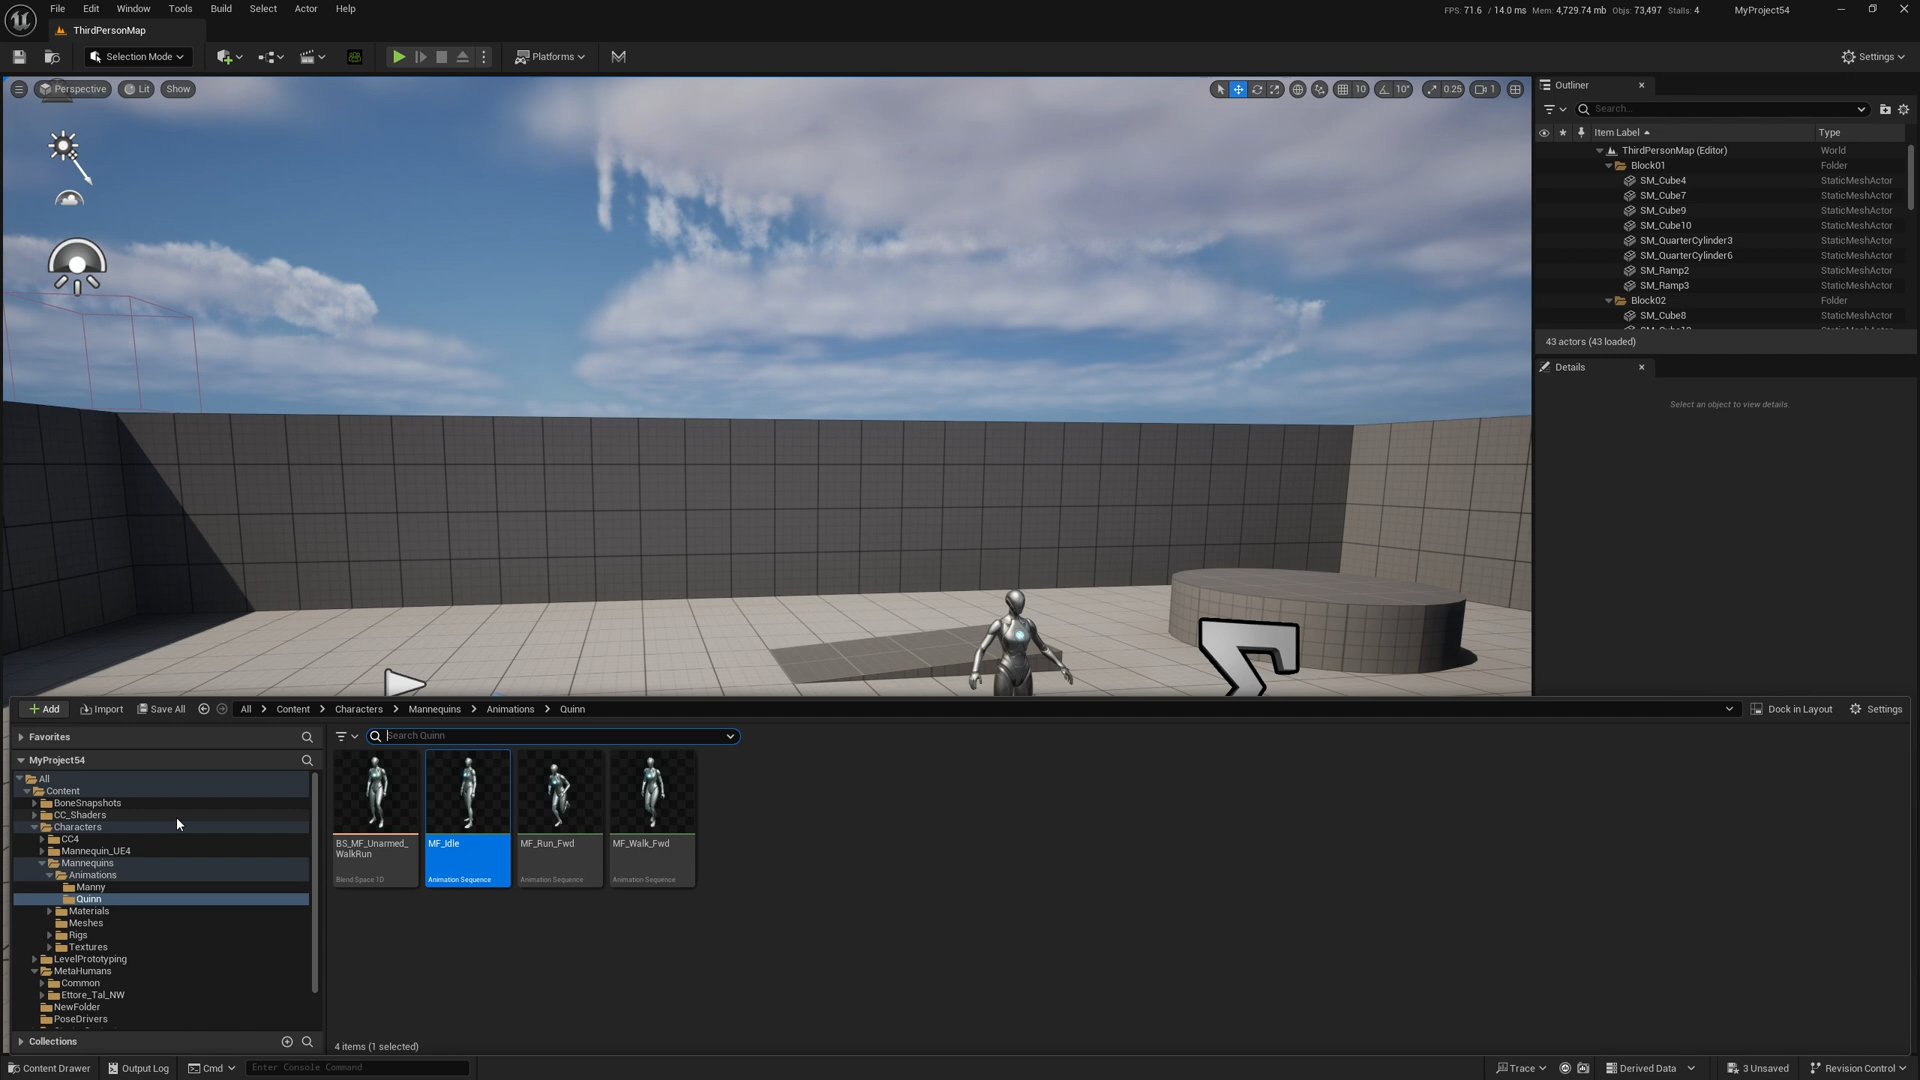 File Edit Window Tools Build Select Actor Help
FPS: 71.6 / 14.0 ms Mem: 4,729.74 mb Objs: 73,497 Stalls: 4 MyProject54
ThirdPersonMap
Selection Mode
Platforms
Settings
Perspective Lit Show
10 10° 0.25 1
Outliner
Search...
Item Label Type
ThirdPersonMap (Editor) World
Block01 Folder
SM_Cube4 StaticMeshActor
SM_Cube7 StaticMeshActor
SM_Cube9 StaticMeshActor
SM_Cube10 StaticMeshActor
SM_QuarterCylinder3 StaticMeshActor
SM_QuarterCylinder6 StaticMeshActor
SM_Ramp2 StaticMeshActor
SM_Ramp3 StaticMeshActor
Block02 Folder
SM_Cube8 StaticMeshActor
43 actors (43 loaded)
Details
Select an object to view details.
Add Import Save All All Content Characters Mannequins Animations Quinn
Dock in Layout Settings
Favorites
Search Quinn
MyProject54
All
Content
BoneSnapshots
CC_Shaders
Characters
CC4
Mannequin_UE4
Mannequins
Animations
Manny
Quinn
Materials
Meshes
Rigs
Textures
LevelPrototyping
MetaHumans
Common
Ettore_Tal_NW
NewFolder
PoseDrivers
Collections
BS_MF_Unarmed_
WalkRun
Blend Space 1D
MF_Idle
Animation Sequence
MF_Run_Fwd
Animation Sequence
MF_Walk_Fwd
Animation Sequence
4 items (1 selected)
Content Drawer Output Log Cmd Enter Console Command
Trace Derived Data 3 Unsaved Revision Control